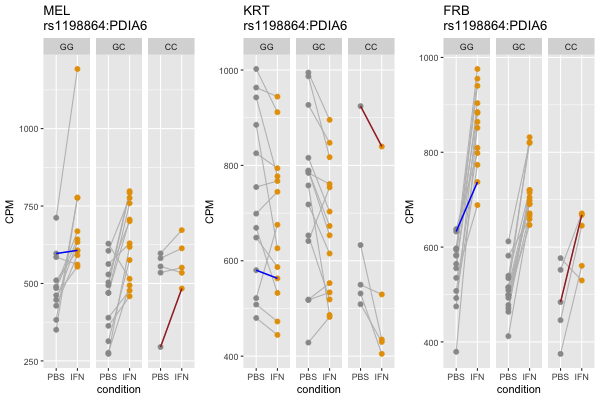 MEL
rs1198864:PDIA6
GG GC CC
1000
750
500
250
CPM
PBS IFN PBS IFN PBS IFN
condition
KRT
rs1198864:PDIA6
GG GC CC
1000
800
600
400
CPM
PBS IFN PBS IFN PBS IFN
condition
FRB
rs1198864:PDIA6
GG GC CC
1000
800
600
400
CPM
PBS IFN PBS IFN PBS IFN
condition